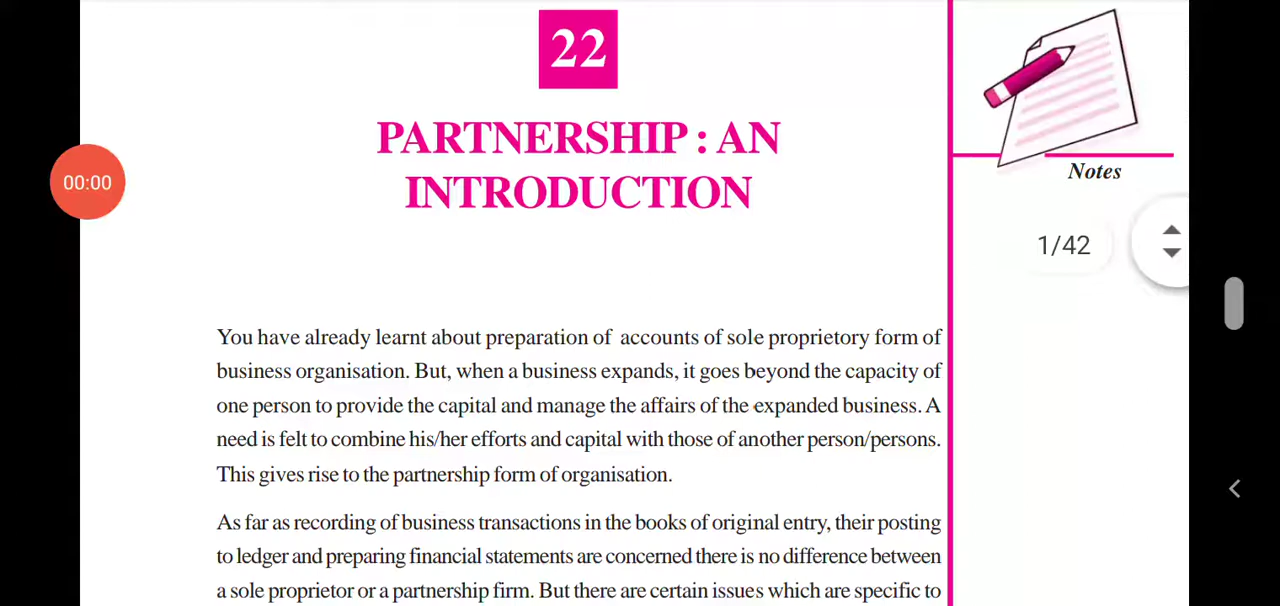 22
PARTNERSHIP : AN
INTRODUCTION
00:00
Notes
1/42
You have already learnt about preparation of accounts of sole proprietory form of
business organisation. But, when a business expands, it goes beyond the capacity of
one person to provide the capital and manage the affairs of the expanded business. A
need is felt to combine his/her efforts and capital with those of another person/persons.
This gives rise to the partnership form of organisation.
As far as recording of business transactions in the books of original entry, their posting
to ledger and preparing financial statements are concerned there is no difference between
a sole proprietor or a partnership firm. But there are certain issues which are specific to